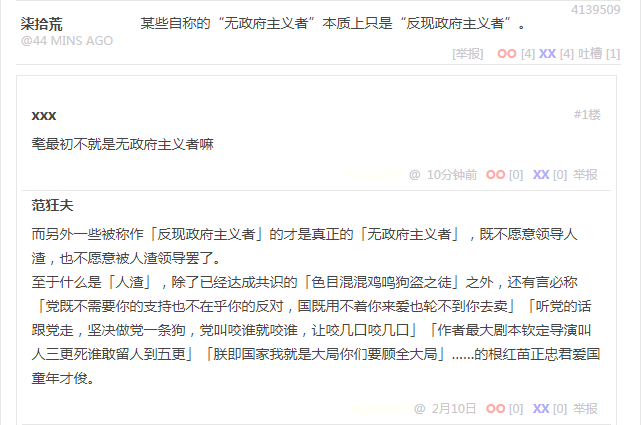 4139509
柒拾荒 某些自称的“无政府主义者”本质上只是“反现政府主义者”。
@44 MINS AGO
[举报] OO [4] XX [4] 吐槽 [1]
xxx #1楼
毛最初不就是无政府主义者嘛
@ 10分钟前 OO [0] XX [0] 举报
范狂夫
而另外一些被称作「反现政府主义者」的才是真正的「无政府主义者」，既不愿意领导人
渣，也不愿意被人渣领导罢了。
至于什么是「人渣」，除了已经达成共识的「色目混混鸡鸣狗盗之徒」之外，还有言必称
「党既不需要你的支持也不在乎你的反对，国既用不着你来爱也轮不到你去卖」「听党的话
跟党走，坚决做党一条狗，党叫咬谁就咬谁，让咬几口咬几口」「作者最大剧本钦定导演叫
人三更死谁敢留人到五更」「朕即国家我就是大局你们要顾全大局」……的根红苗正忠君爱国
童年才俊。
@ 2月10日 OO [0] XX [0] 举报